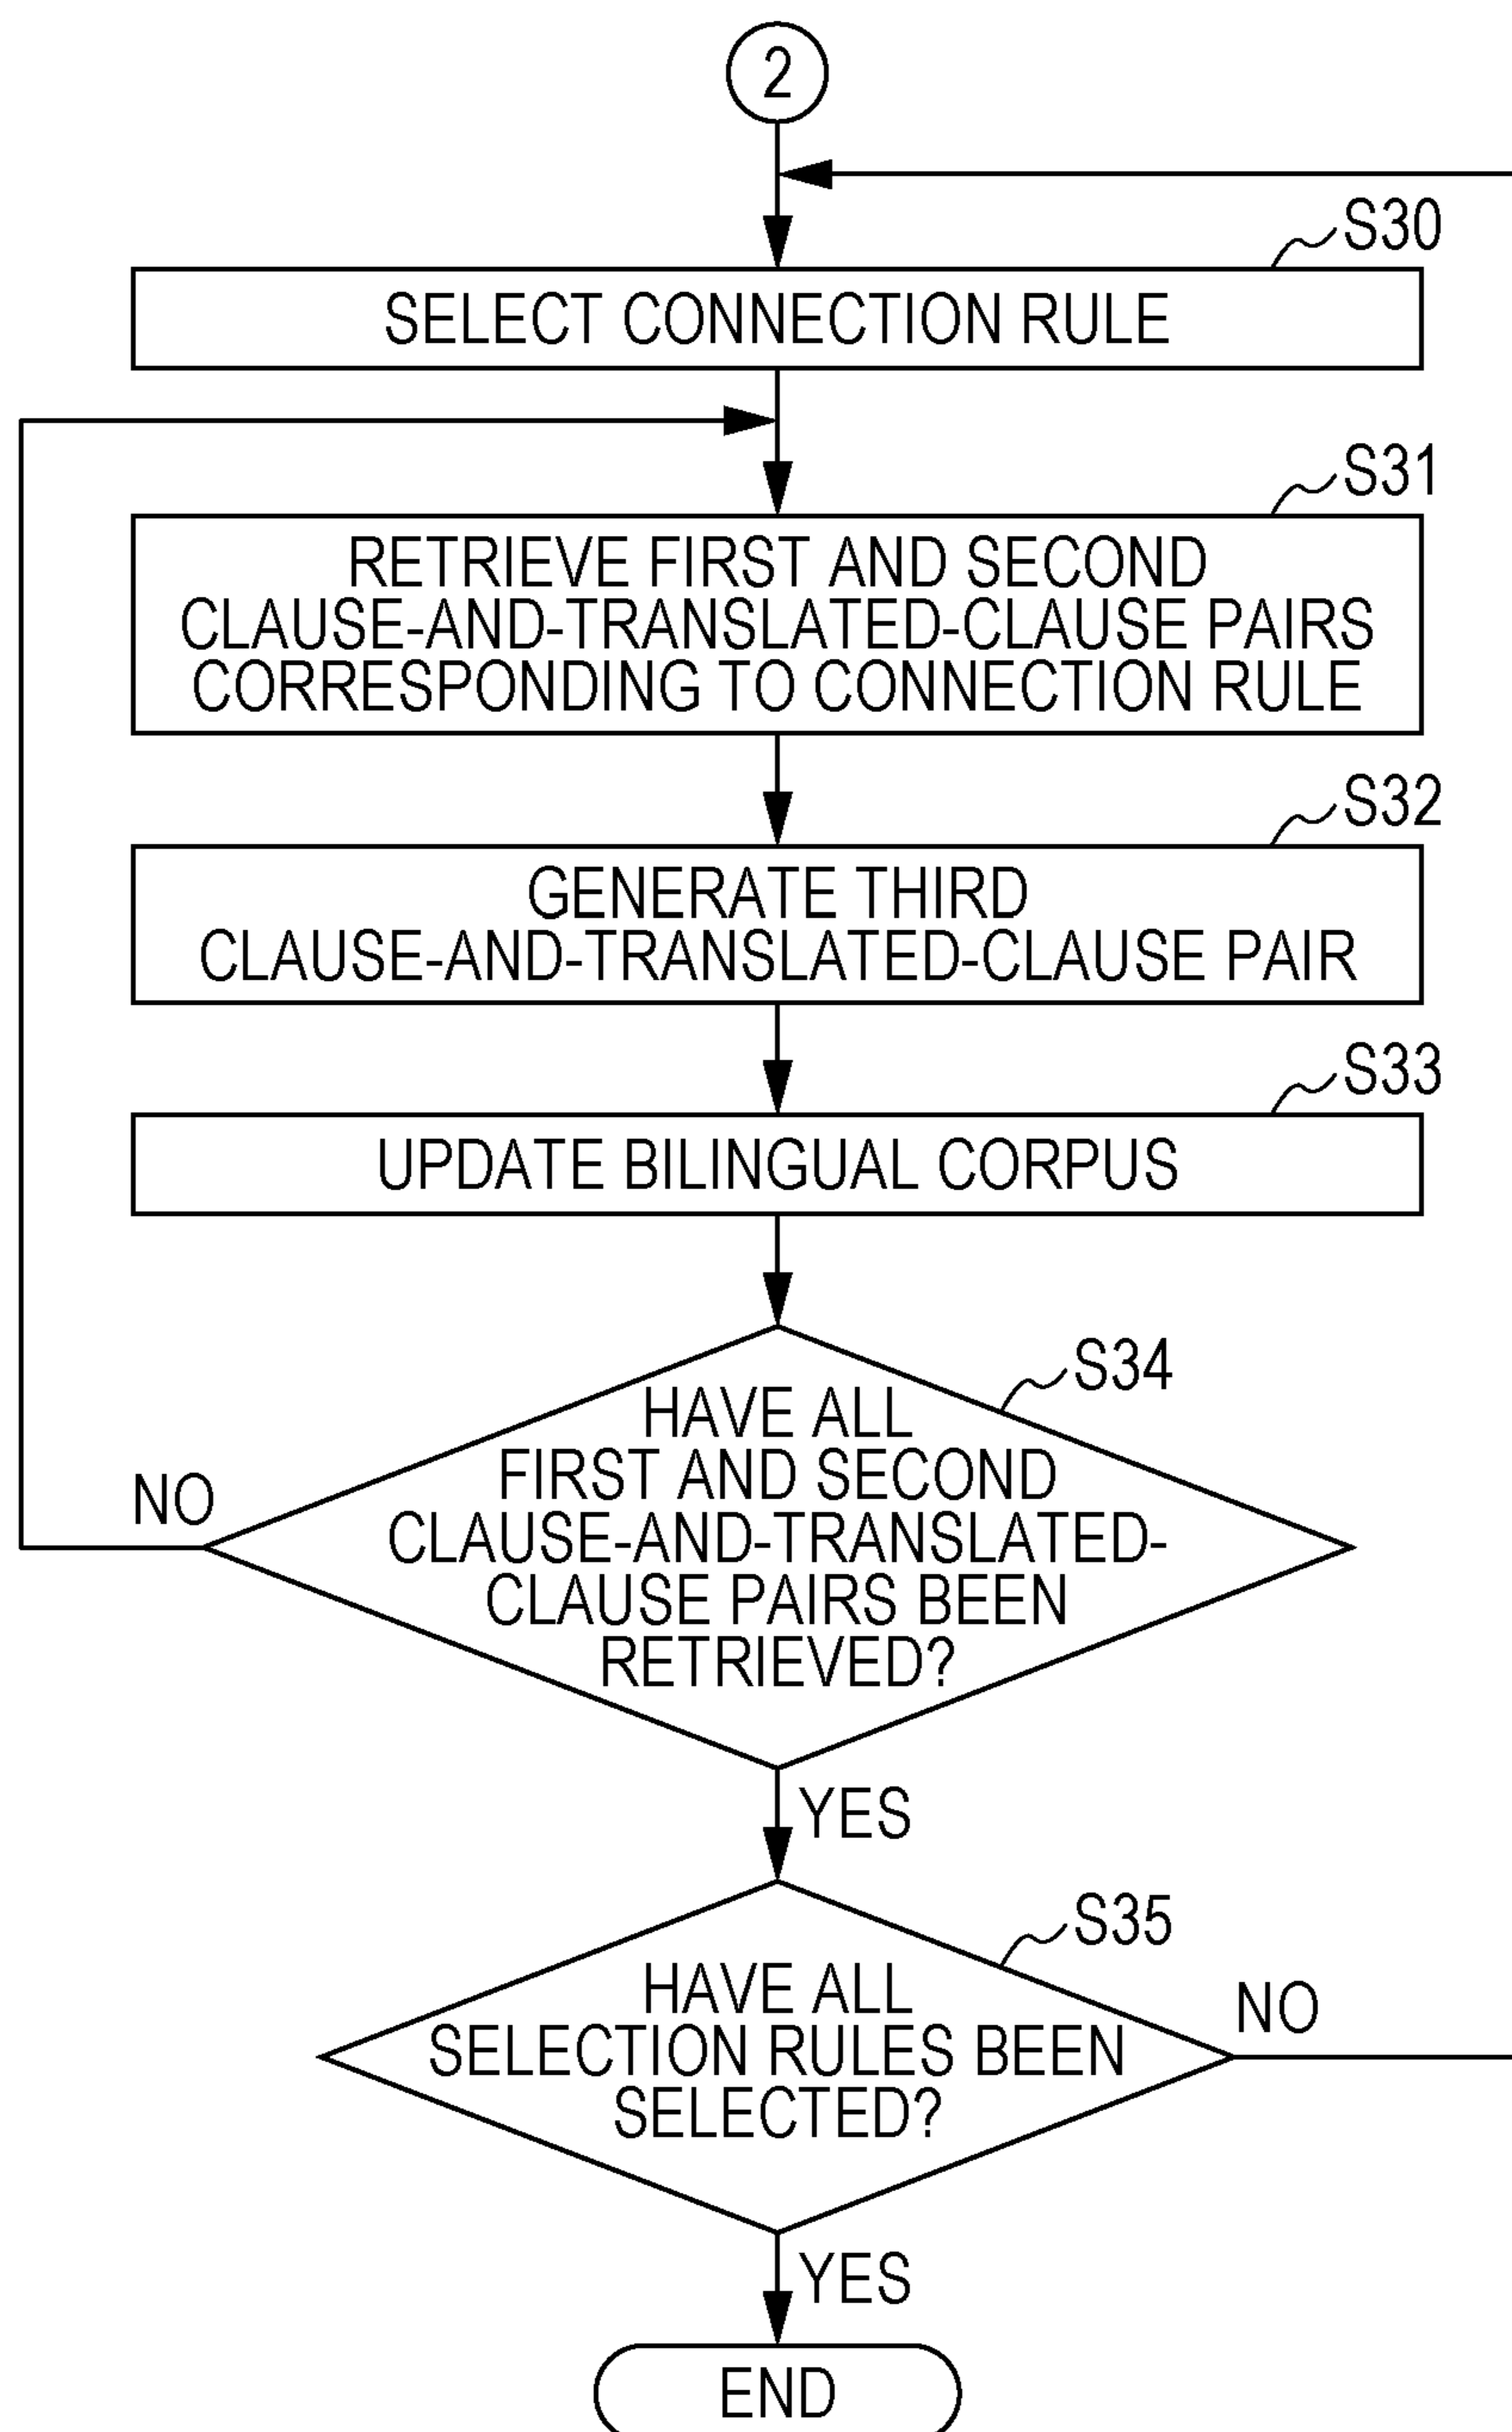 2
S30
SELECT CONNECTION RULE
S31
RETRIEVE FIRST AND SECOND
CLAUSE-AND-TRANSLATED-CLAUSE PAIRS
CORRESPONDING TO CONNECTION RULE
S32
GENERATE THIRD
CLAUSE-AND-TRANSLATED-CLAUSE PAIR
S33
UPDATE BILINGUAL CORPUS
S34
HAVE ALL
FIRST AND SECOND
CLAUSE-AND-TRANSLATED-
CLAUSE PAIRS BEEN
RETRIEVED?
NO
YES
S35
HAVE ALL
SELECTION RULES BEEN
SELECTED?
NO
YES
END